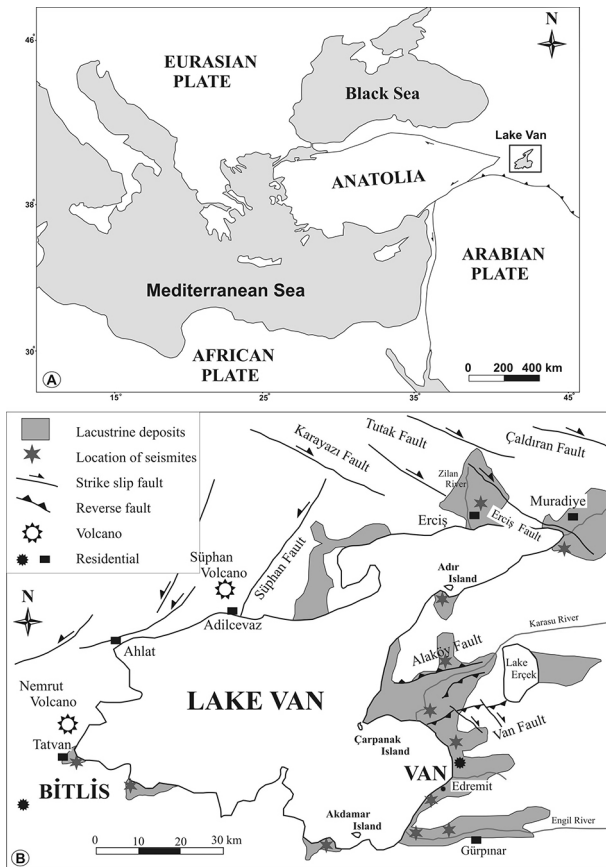 46°
N
EURASIAN
PLATE
Black Sea
Lake Van
ANATOLIA
38°
ARABIAN
PLATE
Mediterranean Sea
AFRICAN
PLATE
30°
0 200 400 km
A
15°
25°
35°
45°
Lacustrine deposits
Location of seismites
Strike slip fault
Reverse fault
Volcano
Residential
N
Karayazı Fault
Tutak Fault
Çaldıran Fault
Zilan
River
Muradiye
Erciş
Erciş Fault
Süphan
Volcano
Süphan Fault
Adır
Island
Adilcevaz
Ahlat
Karasu River
Alaköy Fault
Lake
Erçek
Nemrut
Volcano
LAKE VAN
Çarpanak
Island
Van Fault
Tatvan
VAN
BİTLİS
Edremit
Akdamar
Island
Engil River
Gürpınar
0 10 20 30 km
B